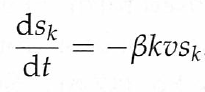 ds_k/dt = −βkvs_k